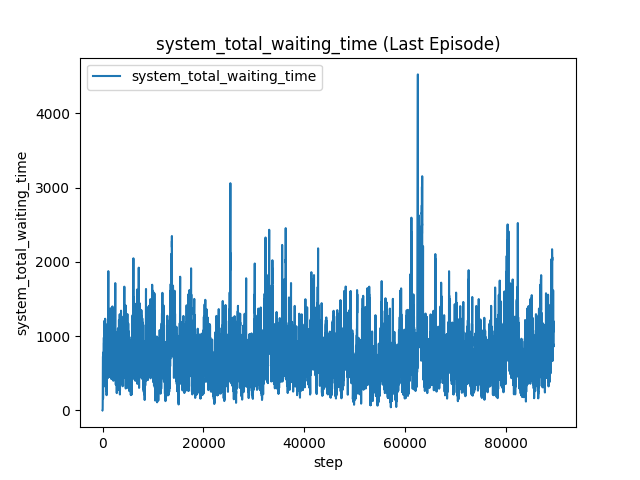 system_total_waiting_time (Last Episode)
system_total_waiting_time
4000
3000
2000
1000
0
system_total_waiting_time
0
20000
40000
60000
80000
step